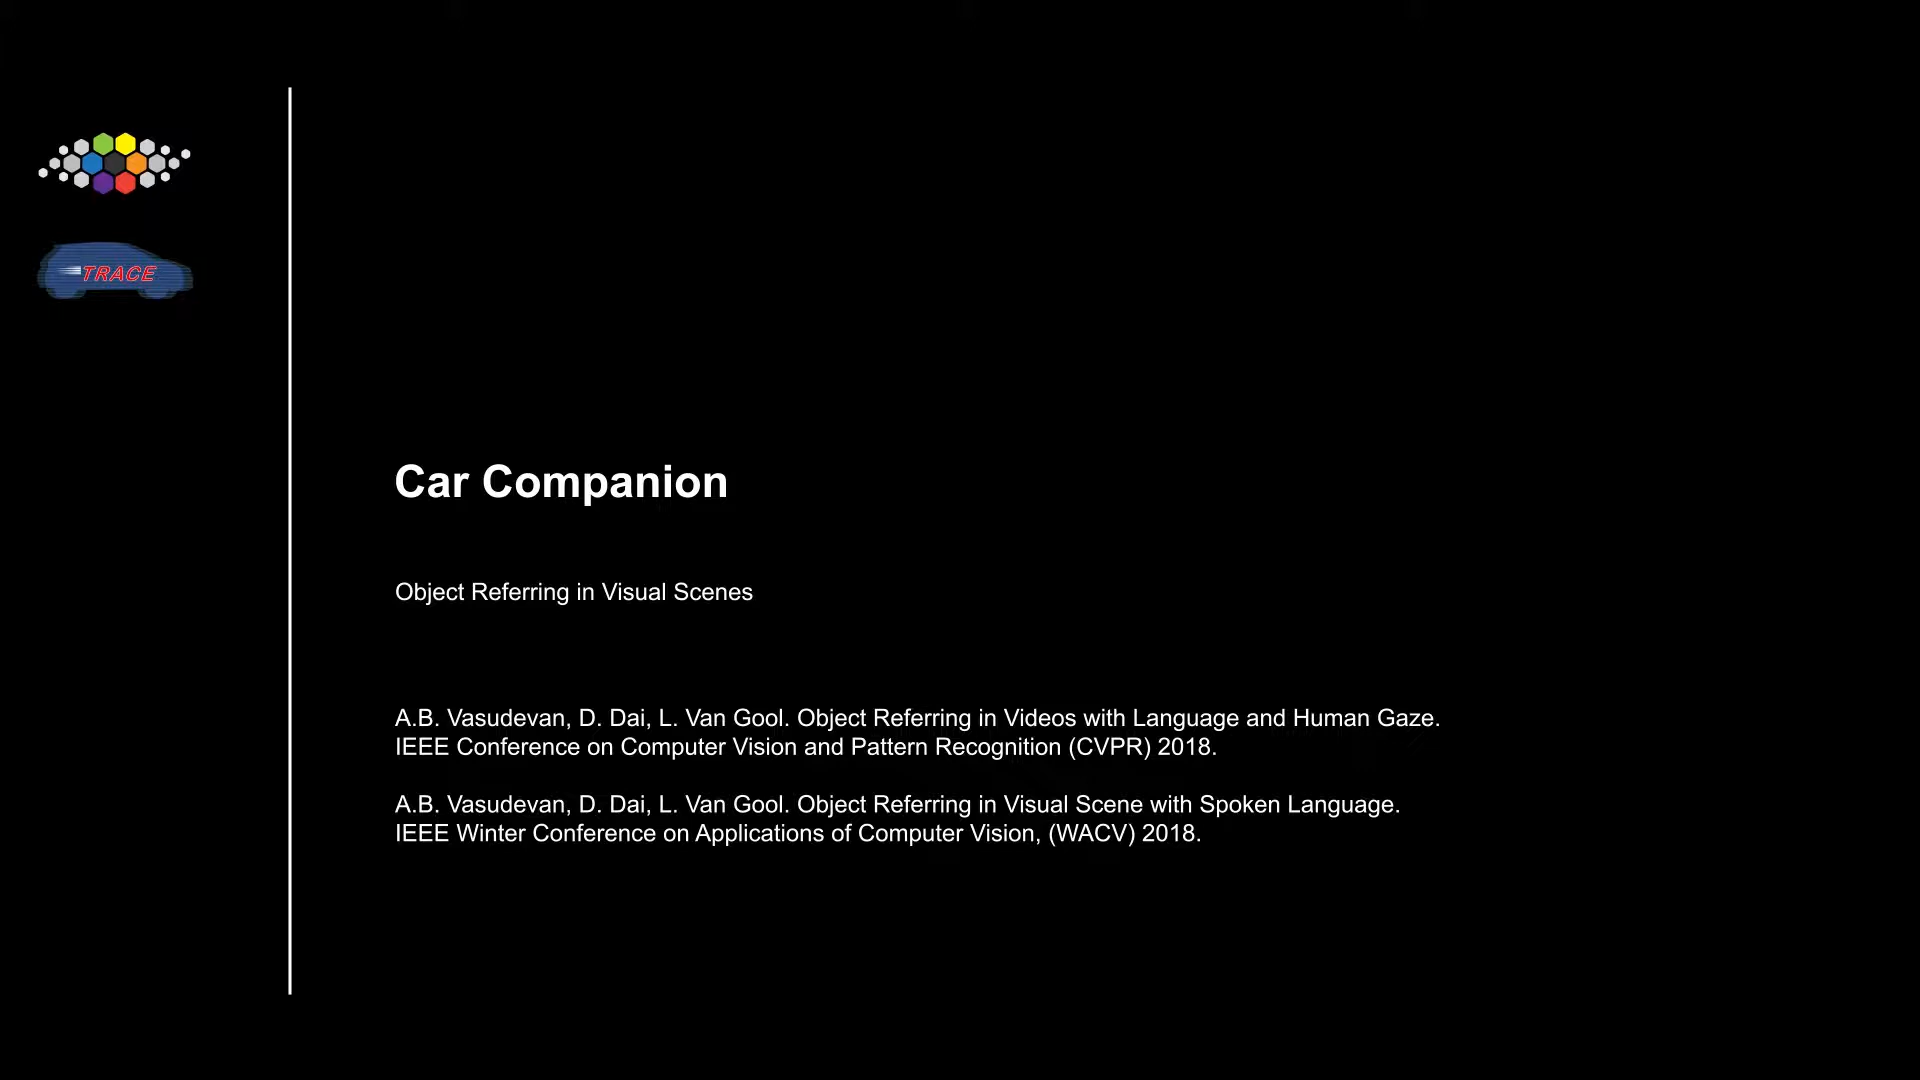 TRACE
Car Companion
Object Referring in Visual Scenes
A.B. Vasudevan, D. Dai, L. Van Gool. Object Referring in Videos with Language and Human Gaze.
IEEE Conference on Computer Vision and Pattern Recognition (CVPR) 2018.
A.B. Vasudevan, D. Dai, L. Van Gool. Object Referring in Visual Scene with Spoken Language.
IEEE Winter Conference on Applications of Computer Vision, (WACV) 2018.